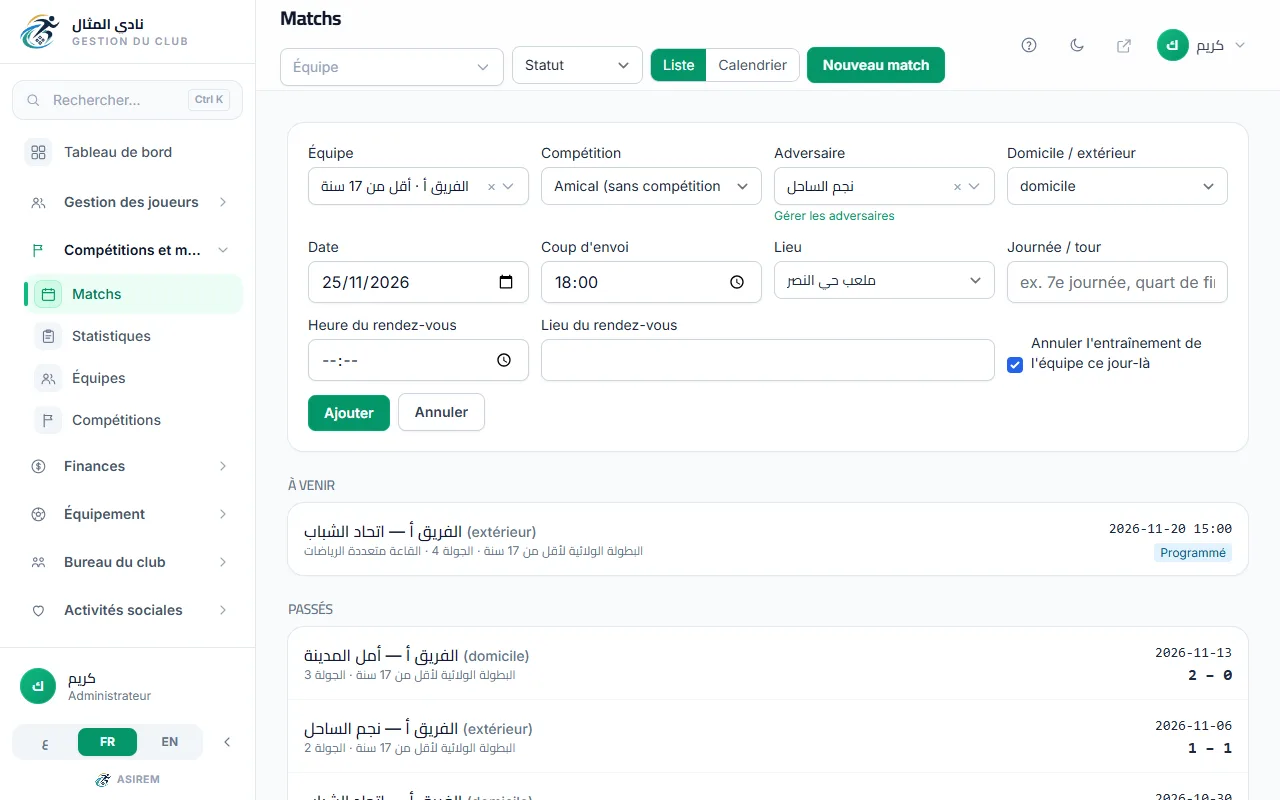 نادي المثال
GESTION DU CLUB
Rechercher...
Ctrl K
Tableau de bord
Gestion des joueurs
Compétitions et m...
Matchs
Statistiques
Équipes
Compétitions
Finances
Équipement
Bureau du club
Activités sociales
ك
كريم
Administrateur
ع
FR
EN
ASIREM
Matchs
Équipe
Statut
Liste
Calendrier
Nouveau match
ك
كريم
Équipe
Compétition
Adversaire
Domicile / extérieur
الفريق أ · أقل من 17 سنة ×
Amical (sans compétition
نجم الساحل ×
domicile
Gérer les adversaires
Date
Coup d'envoi
Lieu
Journée / tour
25/11/2026
18:00
ملعب حي النصر
ex. 7e journée, quart de fi
Heure du rendez-vous
Lieu du rendez-vous
--:--
Annuler l'entraînement de
l'équipe ce jour-là
Ajouter
Annuler
À VENIR
الفريق أ — اتحاد الشباب (extérieur)
2026-11-20 15:00
البطولة الولائية لأقل من 17 سنة · الجولة 4 · القاعة متعددة الرياضات
Programmé
PASSÉS
الفريق أ — أمل المدينة (domicile)
2026-11-13
البطولة الولائية لأقل من 17 سنة · الجولة 3
2 – 0
الفريق أ — نجم الساحل (extérieur)
2026-11-06
البطولة الولائية لأقل من 17 سنة · الجولة 2
1 – 1
الفريق أ — اتحاد الشباب (domicile)
2026-10-30